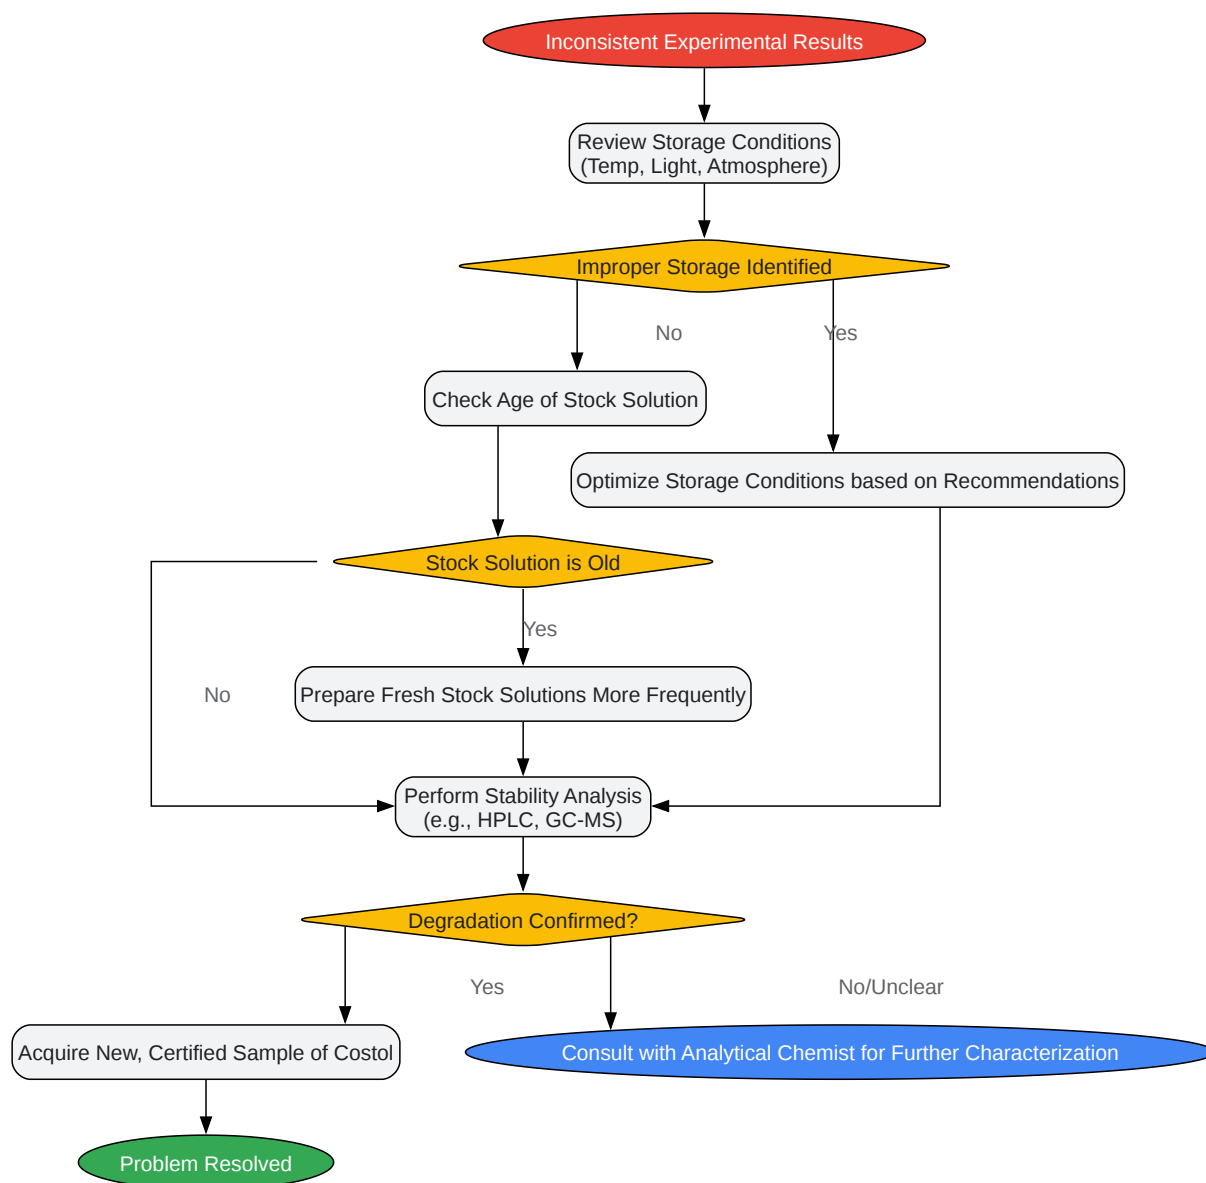 Inconsistent Experimental Results
Review Storage Conditions
(Temp, Light, Atmosphere)
Improper Storage Identified
No
Yes
Check Age of Stock Solution
Optimize Storage Conditions based on Recommendations
Stock Solution is Old
Yes
No
Prepare Fresh Stock Solutions More Frequently
Perform Stability Analysis
(e.g., HPLC, GC-MS)
Degradation Confirmed?
Yes
No/Unclear
Acquire New, Certified Sample of Costol
Consult with Analytical Chemist for Further Characterization
Problem Resolved